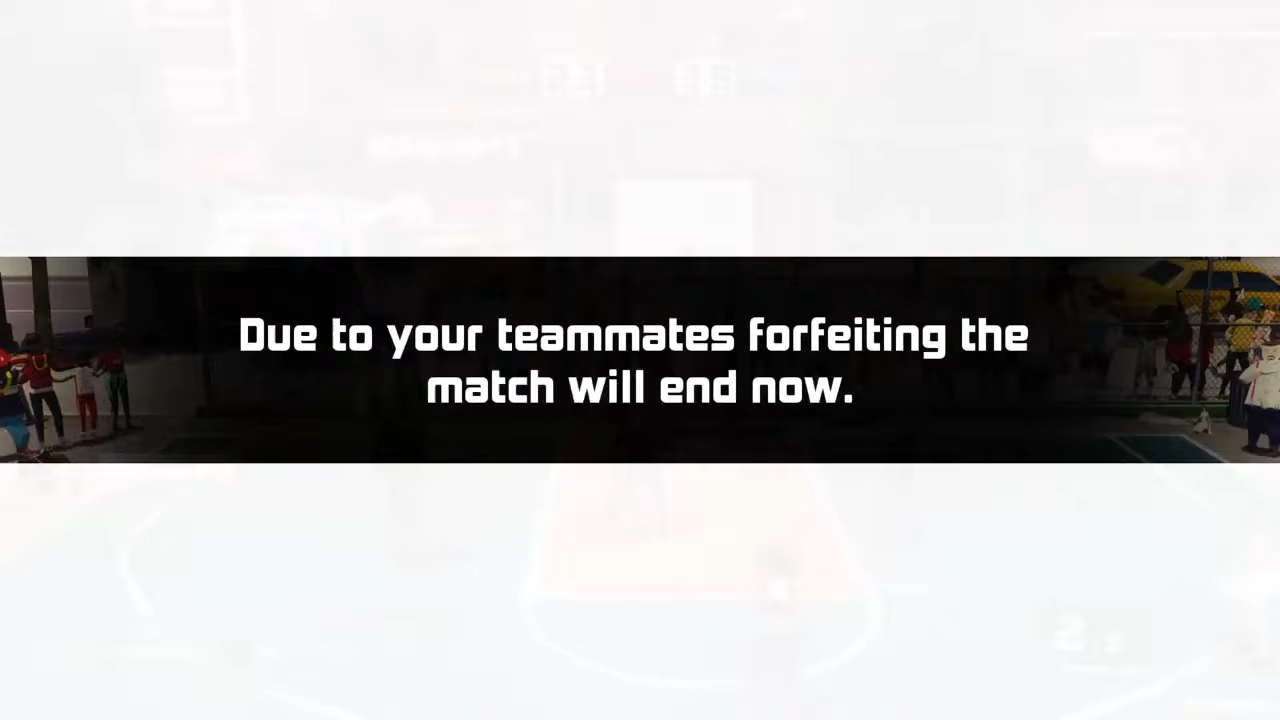 Due to your teammates forfeiting the
match will end now.